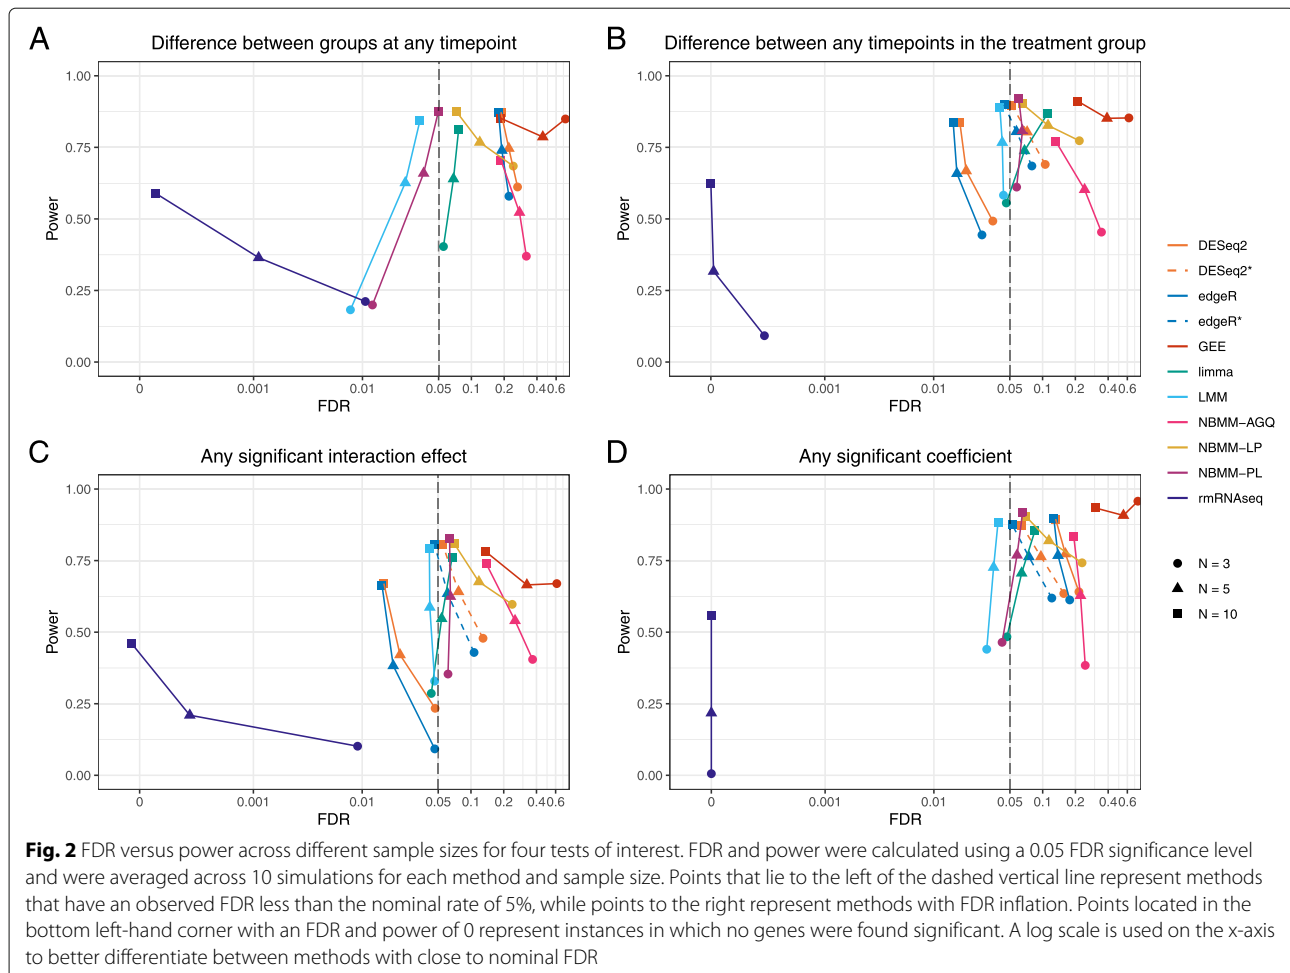 A
Difference between groups at any timepoint
1.00
0.75
0.50
0.25
0.00
Power
0 0.001 0.01 0.05 0.1 0.2 0.4 0.6
FDR
B
Difference between any timepoints in the treatment group
1.00
0.75
0.50
0.25
0.00
Power
0 0.001 0.01 0.05 0.1 0.2 0.4 0.6
FDR
C
Any significant interaction effect
1.00
0.75
0.50
0.25
0.00
Power
0 0.001 0.01 0.05 0.1 0.2 0.4 0.6
FDR
D
Any significant coefficient
1.00
0.75
0.50
0.25
0.00
Power
0 0.001 0.01 0.05 0.1 0.2 0.4 0.6
FDR
DESeq2
DESeq2*
edgeR
edgeR*
GEE
limma
LMM
NBMM−AGQ
NBMM−LP
NBMM−PL
rmRNAseq
N = 3
N = 5
N = 10
Fig. 2 FDR versus power across different sample sizes for four tests of interest. FDR and power were calculated using a 0.05 FDR significance level
and were averaged across 10 simulations for each method and sample size. Points that lie to the left of the dashed vertical line represent methods
that have an observed FDR less than the nominal rate of 5%, while points to the right represent methods with FDR inflation. Points located in the
bottom left-hand corner with an FDR and power of 0 represent instances in which no genes were found significant. A log scale is used on the x-axis
to better differentiate between methods with close to nominal FDR